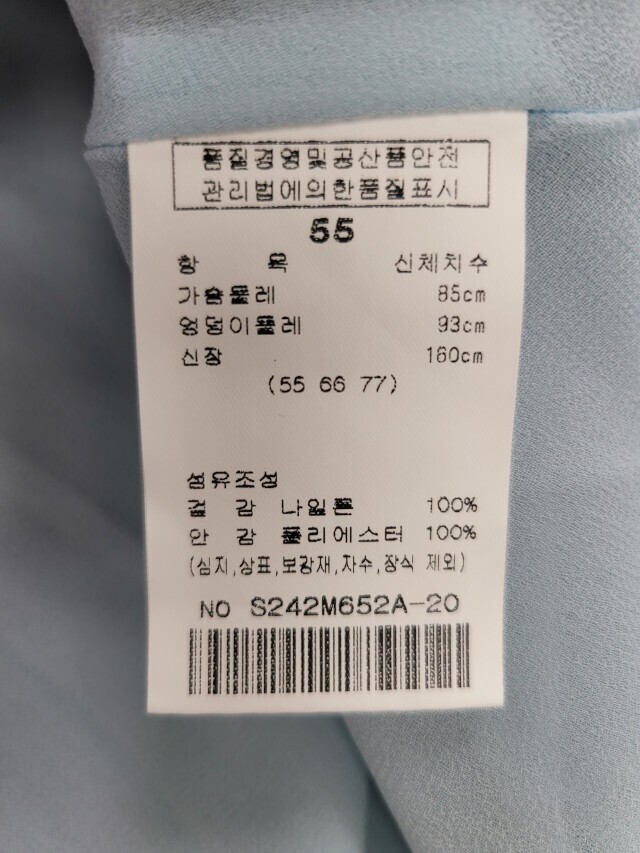 품질경영및공산품안전
관리법에의한품질표시
55
항 목 신체치수
가슴둘레 85cm
엉덩이둘레 93cm
신장 160cm
(55 66 77)
섬유조성
겉 감 나일론 100%
안 감 폴리에스터 100%
(심지,상표,보강재,자수,장식 제외)
NO S242M652A-20